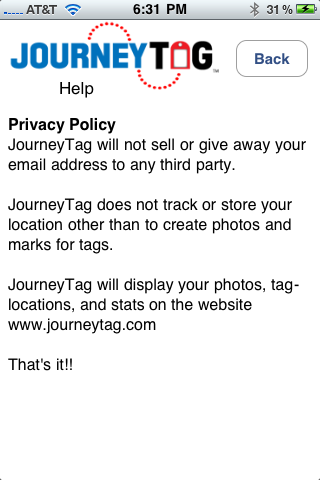 AT&T 6:31 PM 31%
JOURNEYTAG™
Back
Help
Privacy Policy
JourneyTag will not sell or give away your
email address to any third party.
JourneyTag does not track or store your
location other than to create photos and
marks for tags.
JourneyTag will display your photos, tag-
locations, and stats on the website
www.journeytag.com
That's it!!